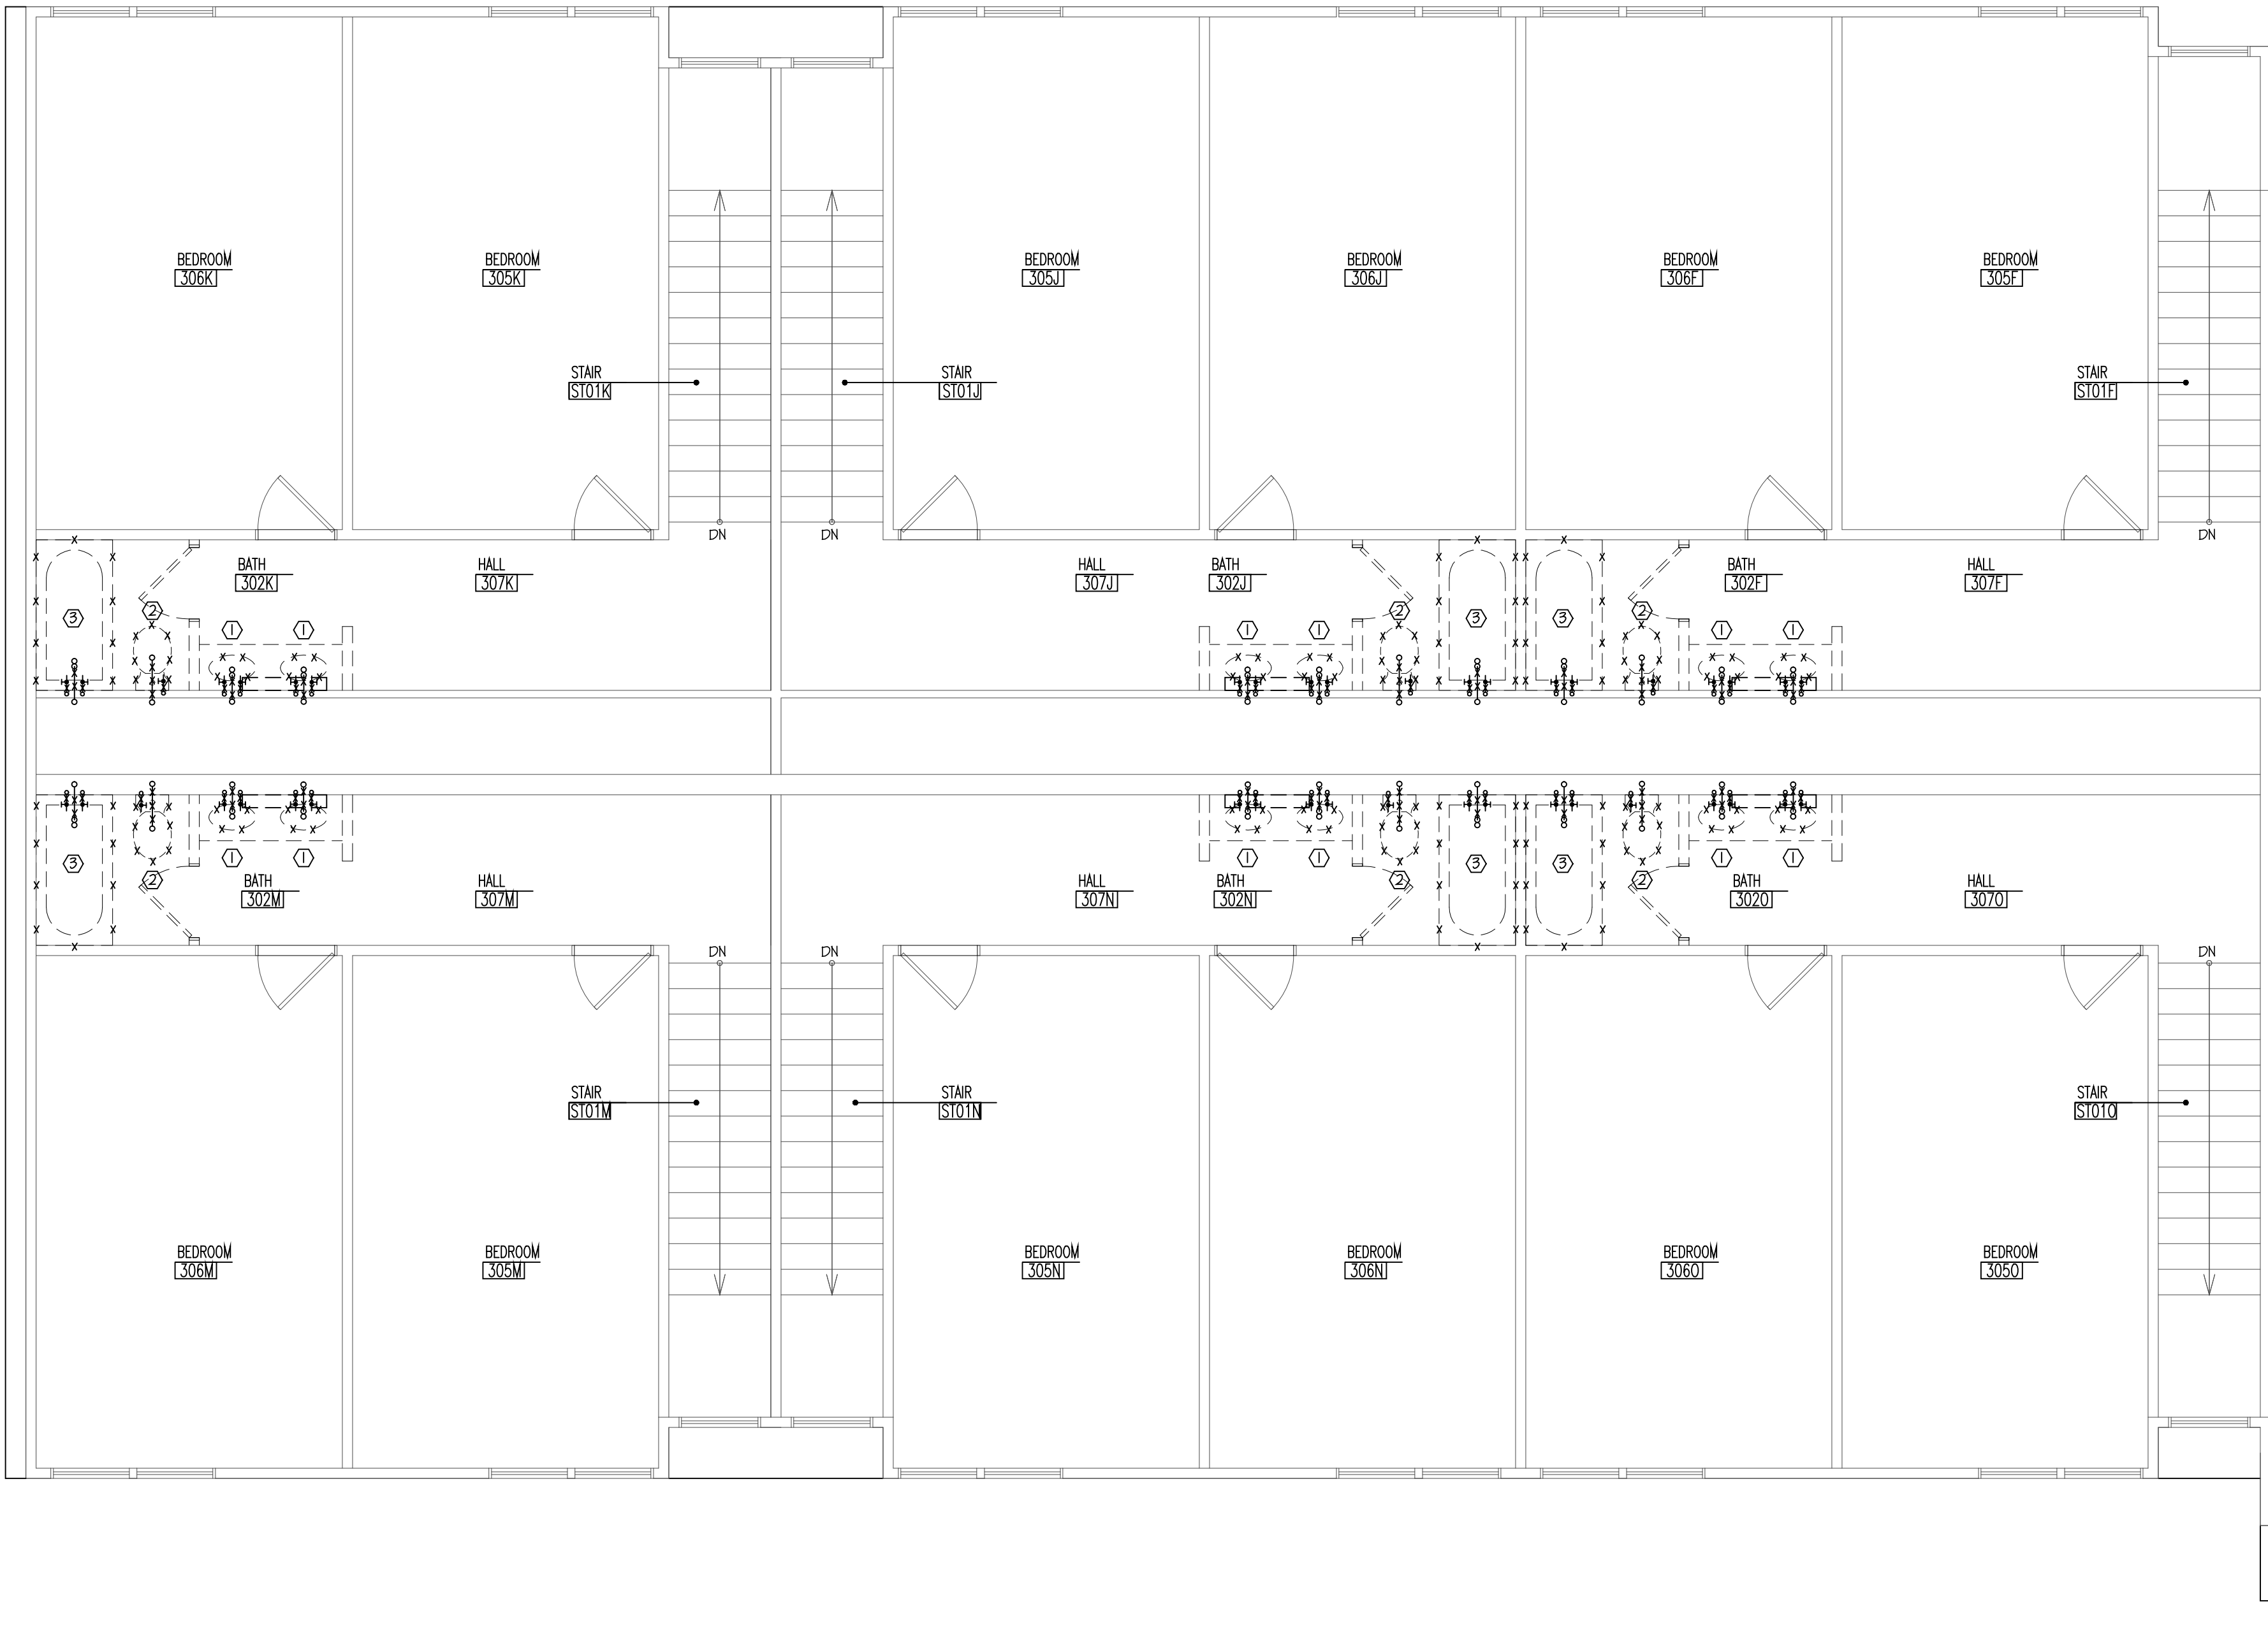 BEDROOM
306K
BEDROOM
305K
BEDROOM
305J
BEDROOM
306J
BEDROOM
306F
BEDROOM
305F
STAIR
ST01K
STAIR
ST01J
STAIR
ST01F
DN
DN
DN
BATH
302K
HALL
307K
HALL
307J
BATH
302J
BATH
302F
HALL
307F
3
2
1
1
1
1
2
3
3
2
1
1
3
2
1
1
1
1
2
3
3
2
1
1
BATH
302M
HALL
307M
HALL
307N
BATH
302N
BATH
302O
HALL
307O
DN
DN
DN
STAIR
ST01M
STAIR
ST01N
STAIR
ST01O
BEDROOM
306M
BEDROOM
305M
BEDROOM
305N
BEDROOM
306N
BEDROOM
306O
BEDROOM
305O